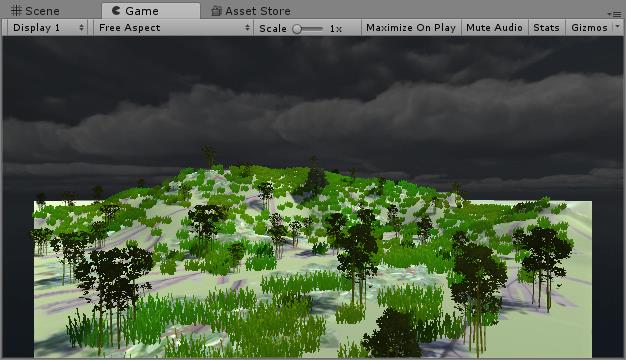 Scene Game Asset Store
Display 1 Free Aspect Scale 1x Maximize On Play Mute Audio Stats Gizmos